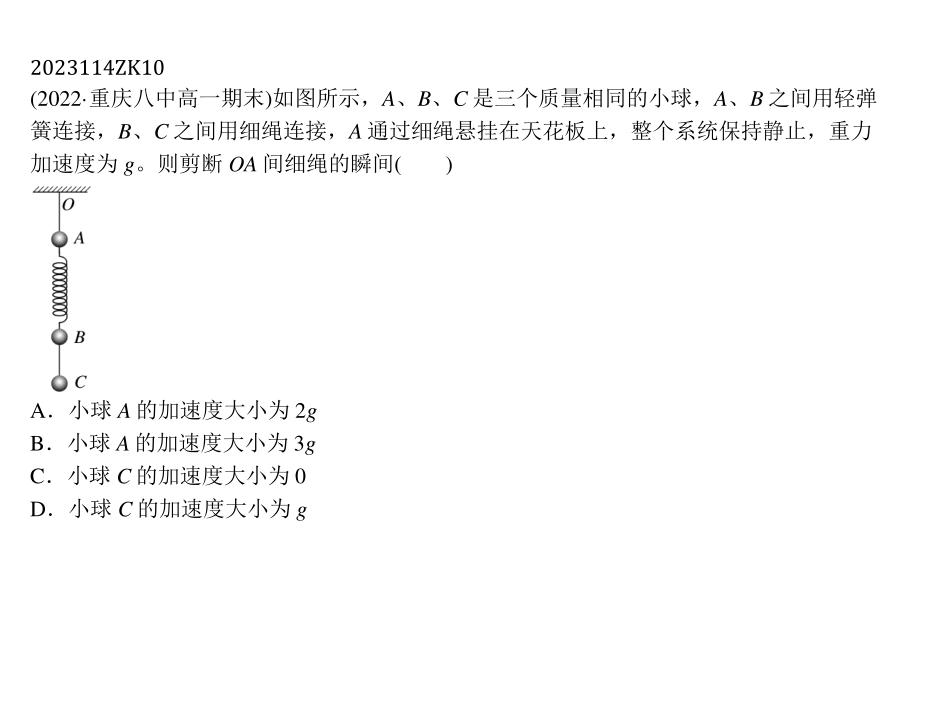 2023114ZK10
(2022·重庆八中高一期末)如图所示，A、B、C 是三个质量相同的小球，A、B 之间用轻弹
簧连接，B、C 之间用细绳连接，A 通过细绳悬挂在天花板上，整个系统保持静止，重力
加速度为 g。则剪断 OA 间细绳的瞬间(　　)
O
A
B
C
A．小球 A 的加速度大小为 2g
B．小球 A 的加速度大小为 3g
C．小球 C 的加速度大小为 0
D．小球 C 的加速度大小为 g